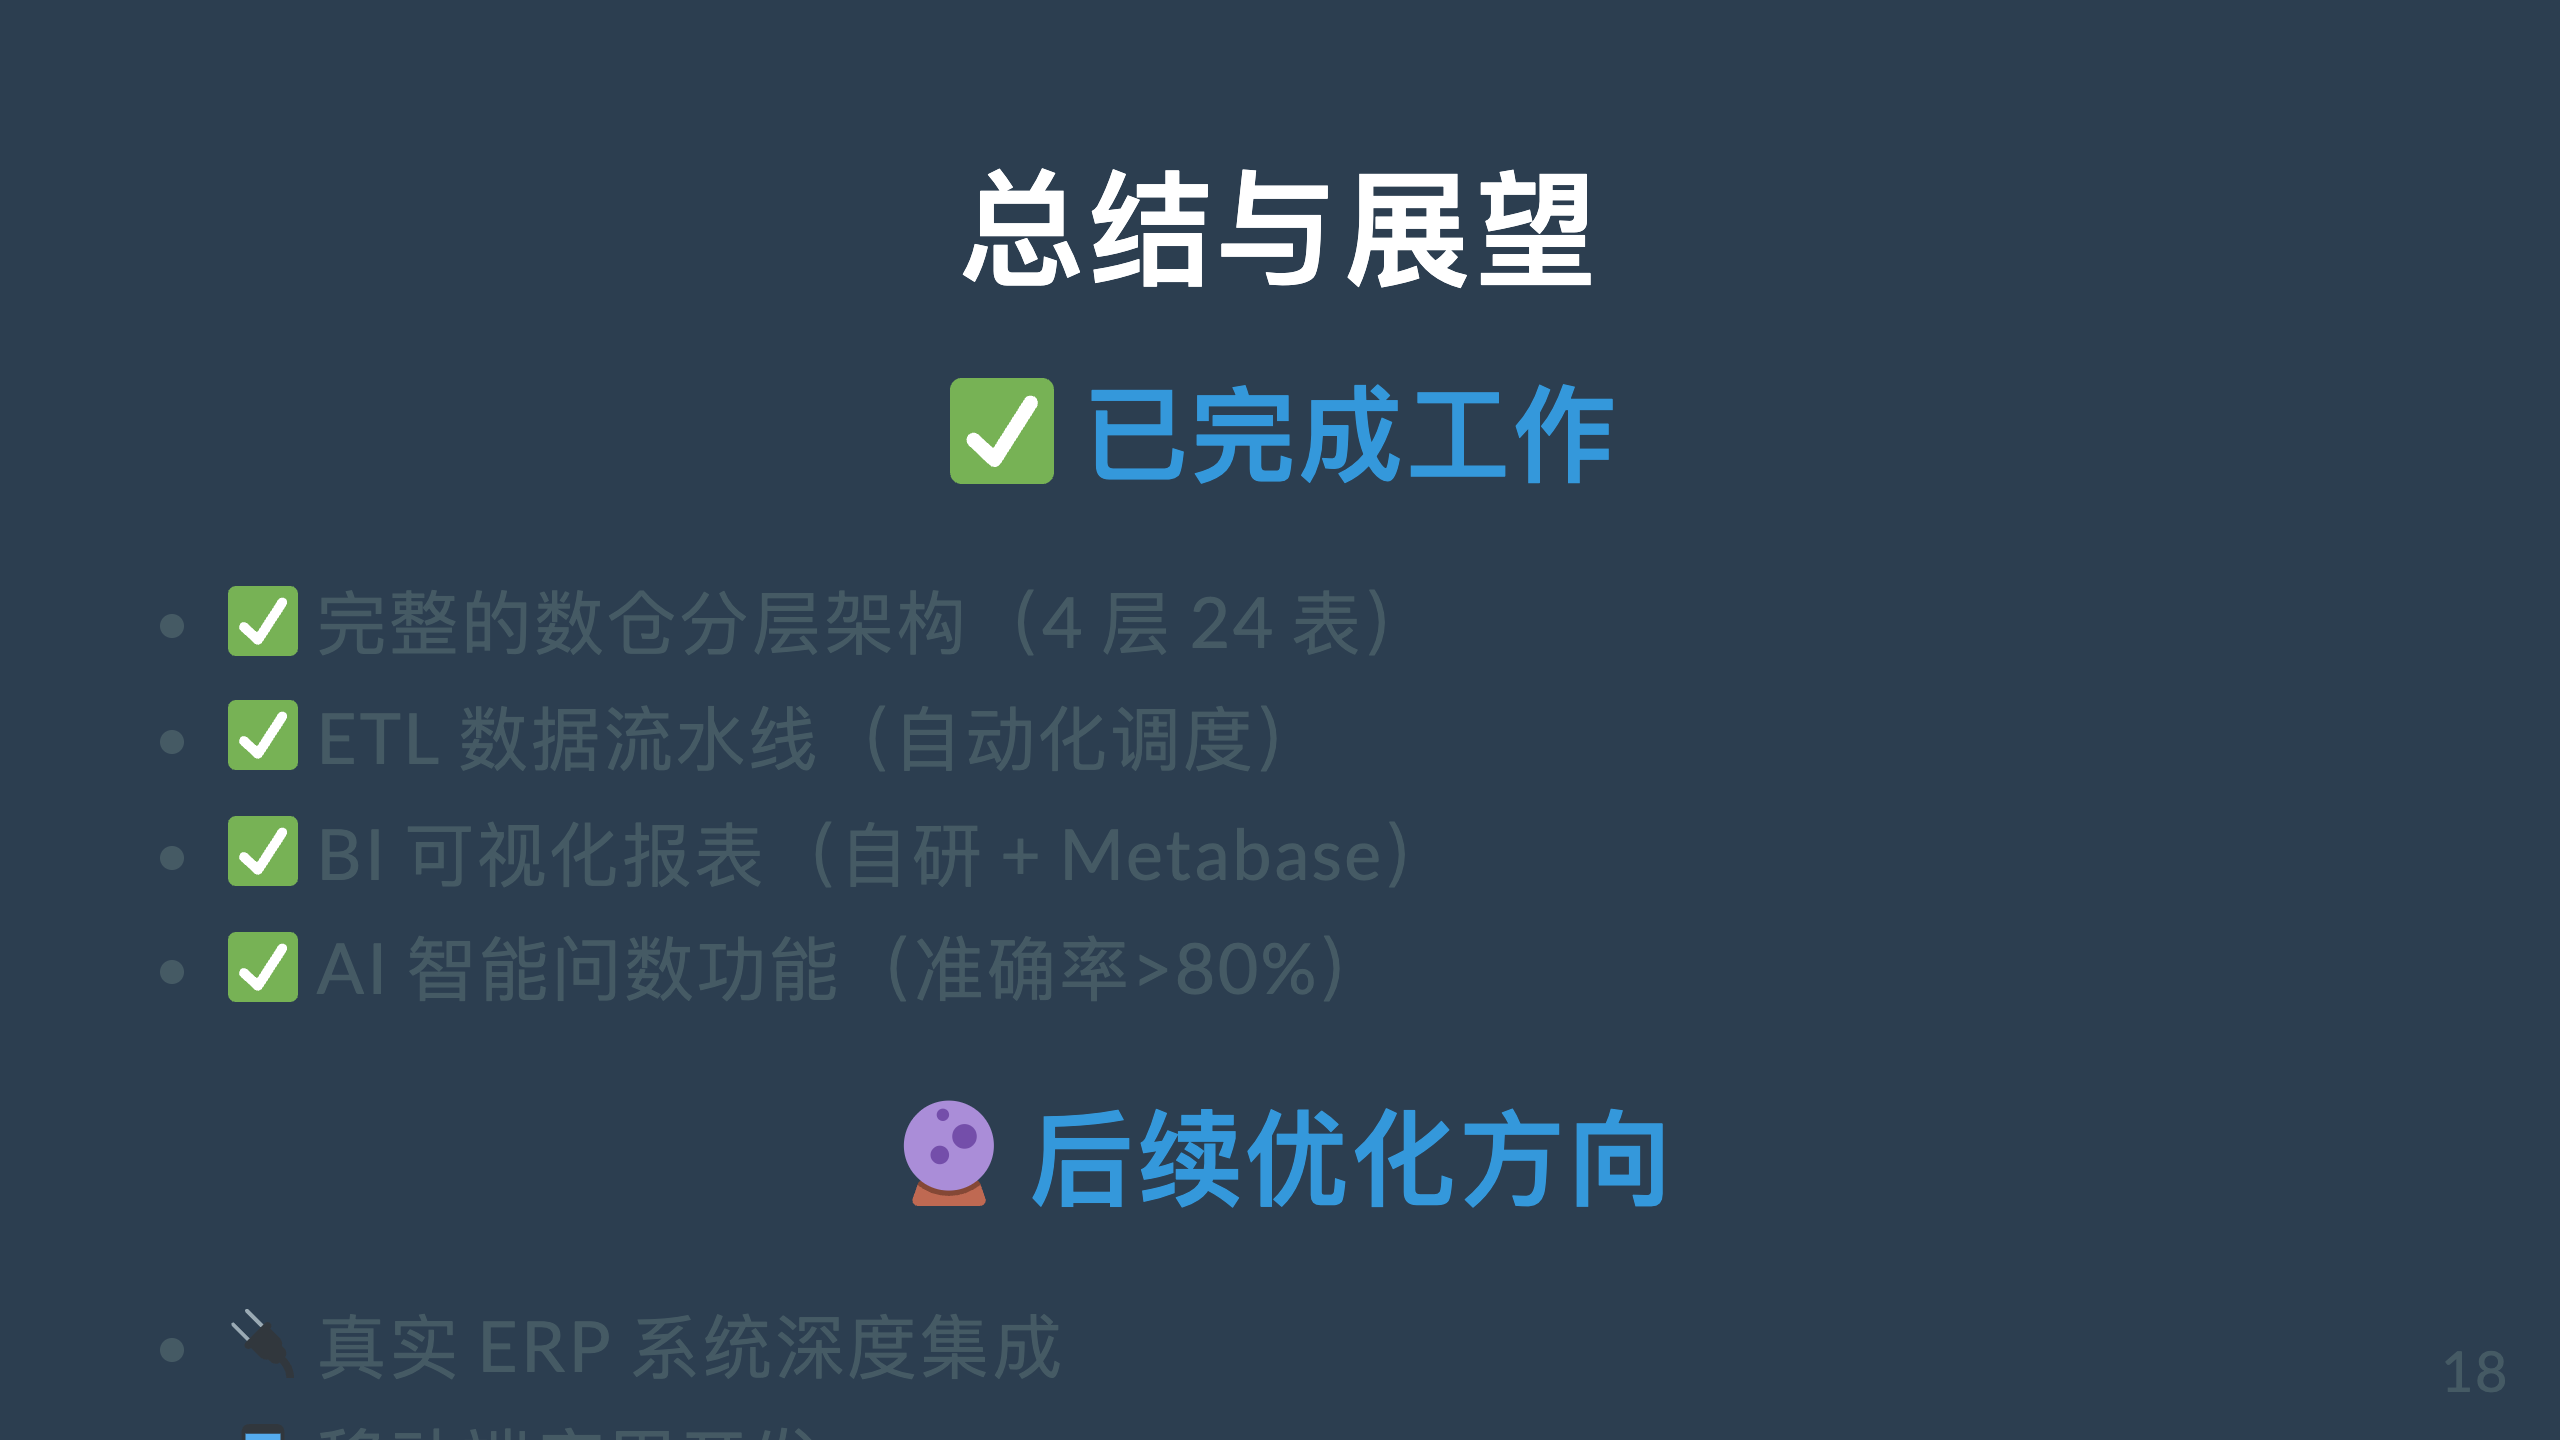 总结与展望
✅ 已完成工作
• ✅ 完整的数仓分层架构（4 层 24 表）
• ✅ ETL 数据流水线（自动化调度）
• ✅ BI 可视化报表（自研 + Metabase）
• ✅ AI 智能问数功能（准确率>80%）
🔮 后续优化方向
• 🔌 真实 ERP 系统深度集成
18